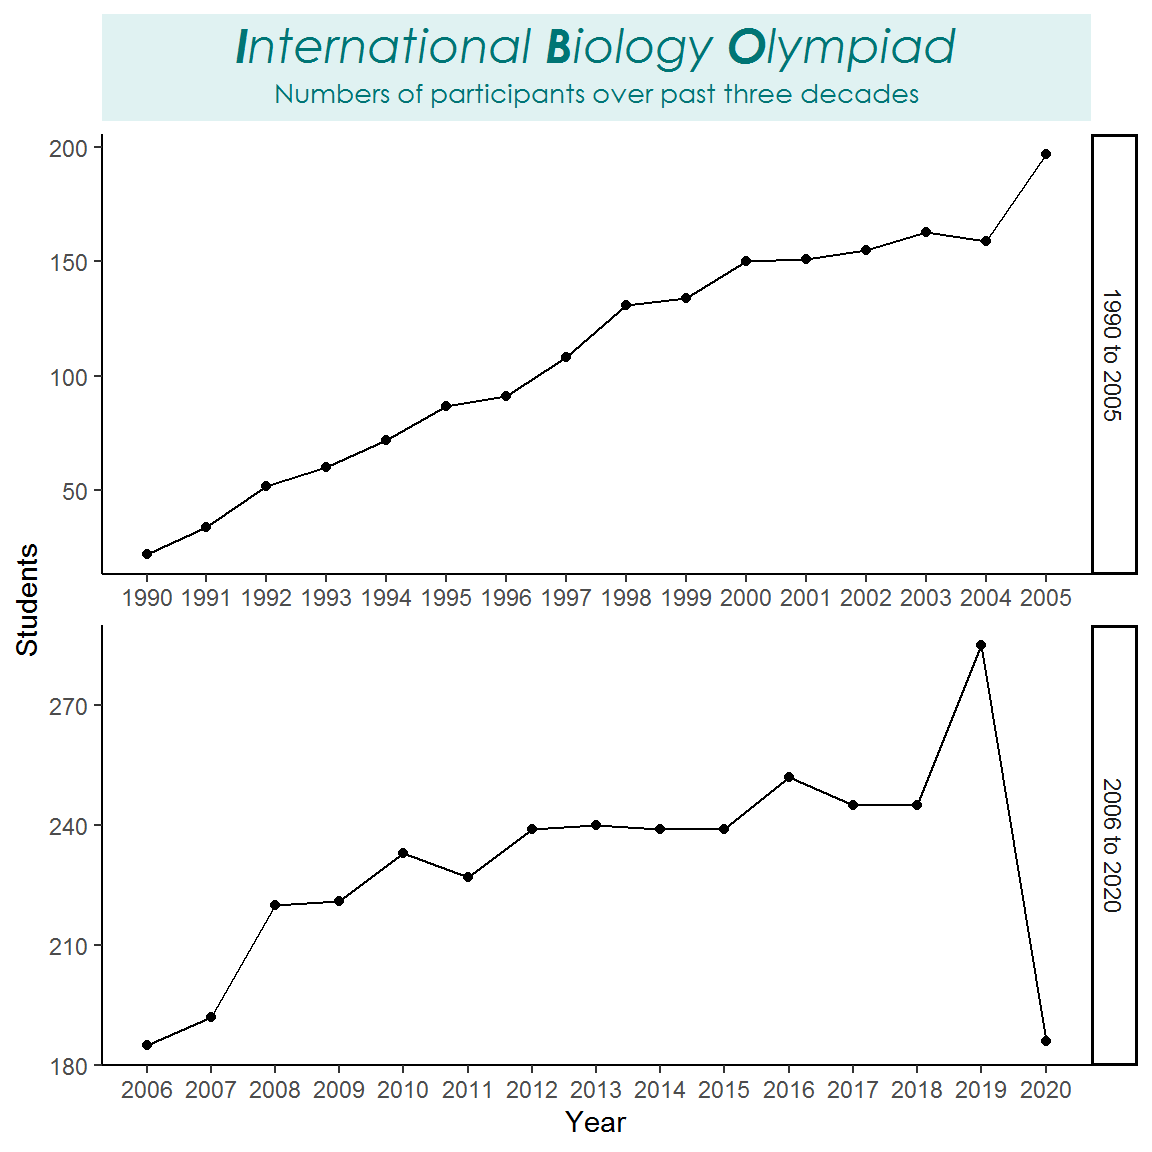 International Biology Olympiad
Numbers of participants over past three decades
200
150
100
50
1990 1991 1992 1993 1994 1995 1996 1997 1998 1999 2000 2001 2002 2003 2004 2005
1990 to 2005
Students
270
240
210
180
2006 2007 2008 2009 2010 2011 2012 2013 2014 2015 2016 2017 2018 2019 2020
2006 to 2020
Year